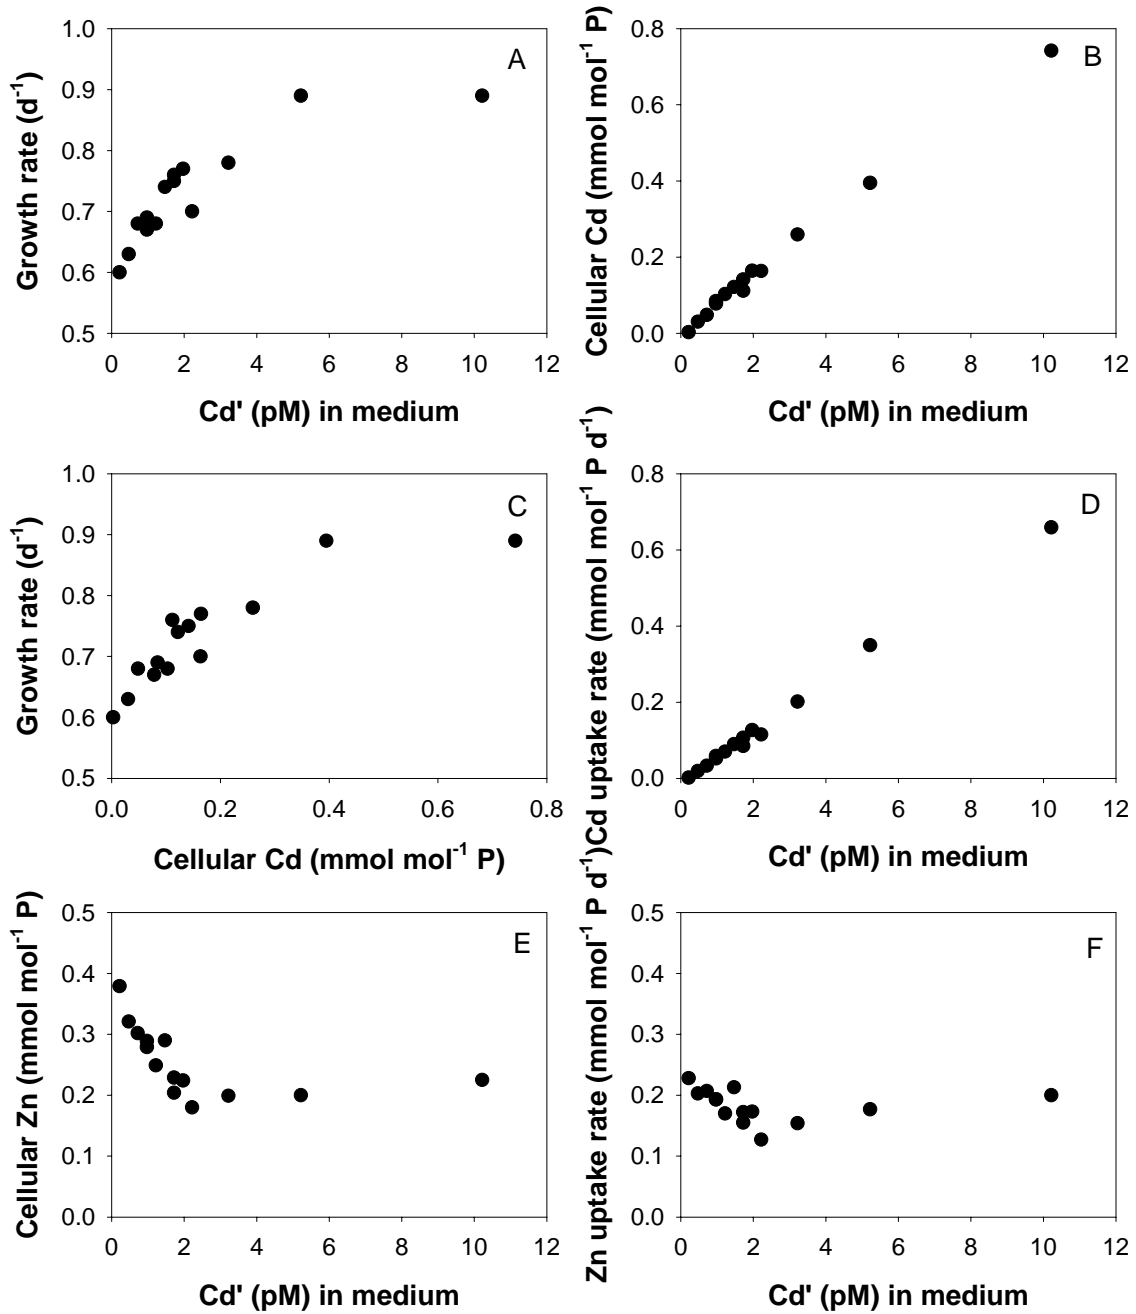 A
Growth rate (d⁻¹)
1.0
0.9
0.8
0.7
0.6
0.5
0 2 4 6 8 10 12
Cd' (pM) in medium
B
Cellular Cd (mmol mol⁻¹ P)
0.8
0.6
0.4
0.2
0.0
0 2 4 6 8 10 12
Cd' (pM) in medium
C
Growth rate (d⁻¹)
1.0
0.9
0.8
0.7
0.6
0.5
0.0 0.2 0.4 0.6 0.8
Cellular Cd (mmol mol⁻¹ P)
D
Cd uptake rate (mmol mol⁻¹ P d⁻¹)
0.8
0.6
0.4
0.2
0.0
0 2 4 6 8 10 12
Cd' (pM) in medium
E
Cellular Zn (mmol mol⁻¹ P)
0.5
0.4
0.3
0.2
0.1
0.0
0 2 4 6 8 10 12
Cd' (pM) in medium
F
Zn uptake rate (mmol mol⁻¹ P d⁻¹)
0.5
0.4
0.3
0.2
0.1
0.0
0 2 4 6 8 10 12
Cd' (pM) in medium